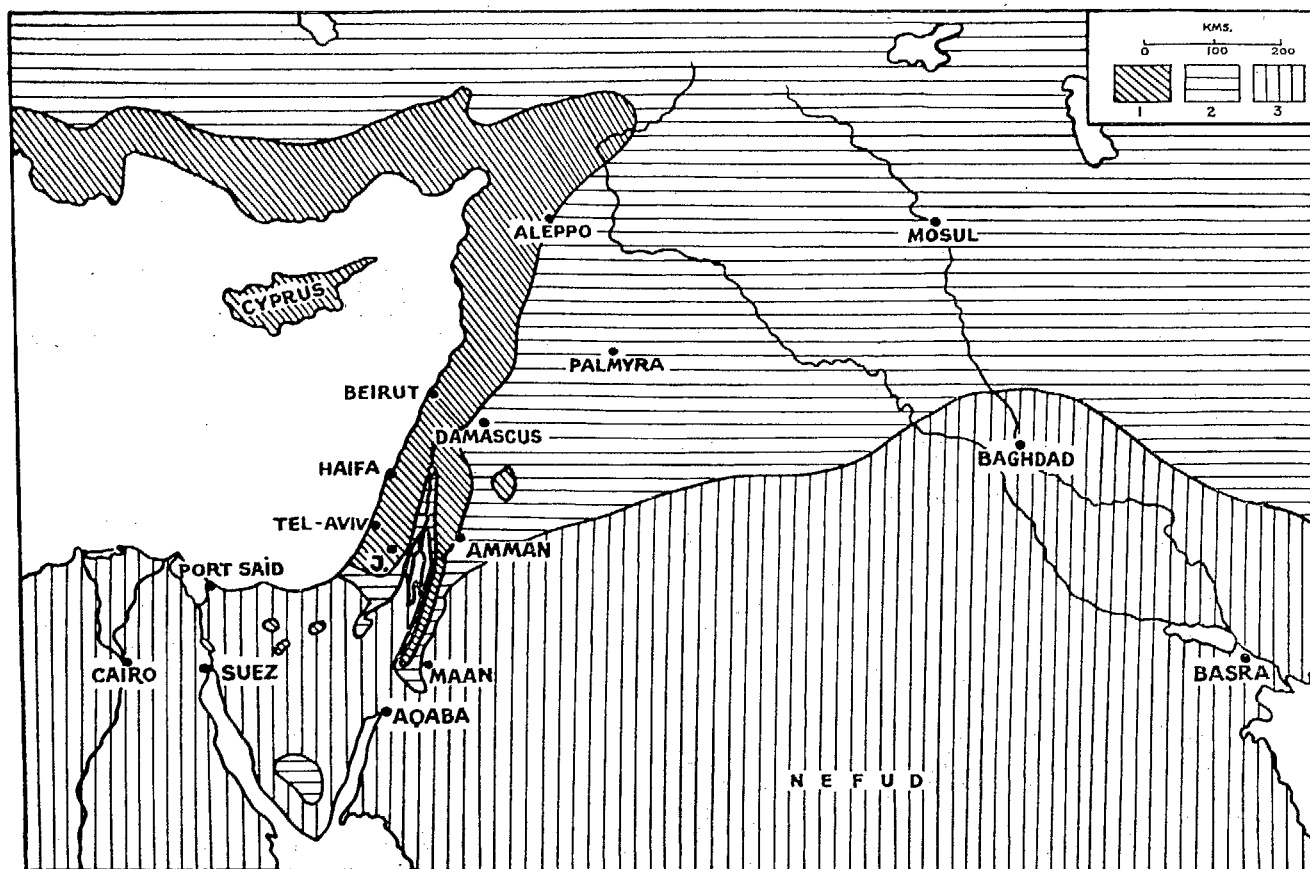 KMS.
0 100 200
1 2 3
ALEPPO
MOSUL
CYPRUS
PALMYRA
BEIRUT
DAMASCUS
BAGHDAD
HAIFA
TEL-AVIV
J.
AMMAN
PORT SAID
CAIRO
SUEZ
MAAN
BASRA
AQABA
NEFUD